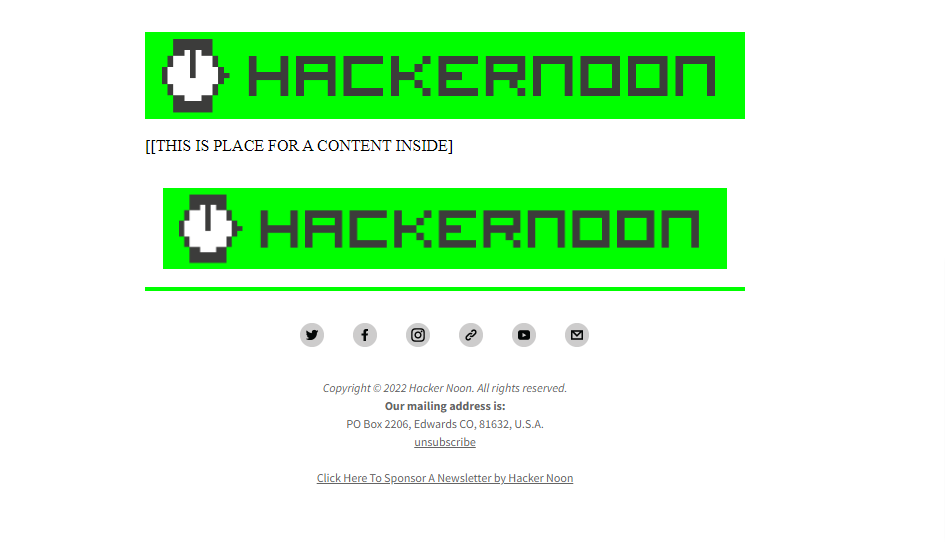 HACKERNOON
[[THIS IS PLACE FOR A CONTENT INSIDE]
HACKERNOON
Copyright © 2022 Hacker Noon. All rights reserved.
Our mailing address is:
PO Box 2206, Edwards CO, 81632, U.S.A.
unsubscribe
Click Here To Sponsor A Newsletter by Hacker Noon